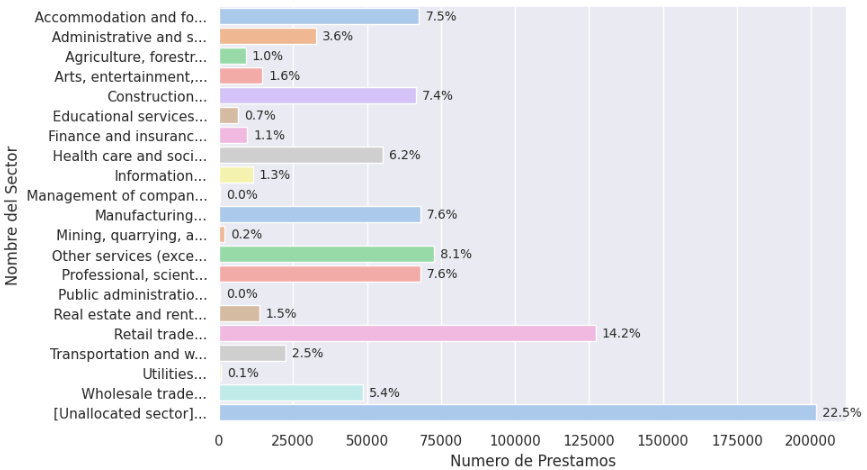 Nombre del Sector
Accommodation and fo... 7.5%
Administrative and s... 3.6%
Agriculture, forestr... 1.0%
Arts, entertainment,... 1.6%
Construction... 7.4%
Educational services... 0.7%
Finance and insuranc... 1.1%
Health care and soci... 6.2%
Information... 1.3%
Management of compan... 0.0%
Manufacturing... 7.6%
Mining, quarrying, a... 0.2%
Other services (exce... 8.1%
Professional, scient... 7.6%
Public administratio... 0.0%
Real estate and rent... 1.5%
Retail trade... 14.2%
Transportation and w... 2.5%
Utilities... 0.1%
Wholesale trade... 5.4%
[Unallocated sector]... 22.5%
0 25000 50000 75000 100000 125000 150000 175000 200000
Numero de Prestamos